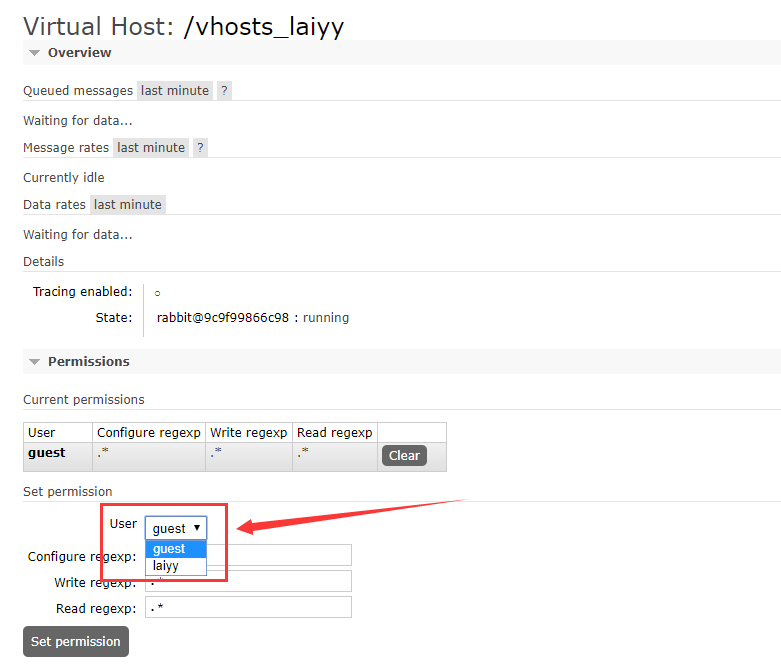 Virtual Host: /vhosts_laiyy
Overview
Queued messages last minute ?
Waiting for data...
Message rates last minute ?
Currently idle
Data rates last minute
Waiting for data...
Details
Tracing enabled: ○
State: rabbit@9c9f99866c98 : running
Permissions
Current permissions
User Configure regexp Write regexp Read regexp
guest .* .* .* Clear
Set permission
User guest
guest
laiyy
Configure regexp:
Write regexp: .*
Read regexp: .*
Set permission